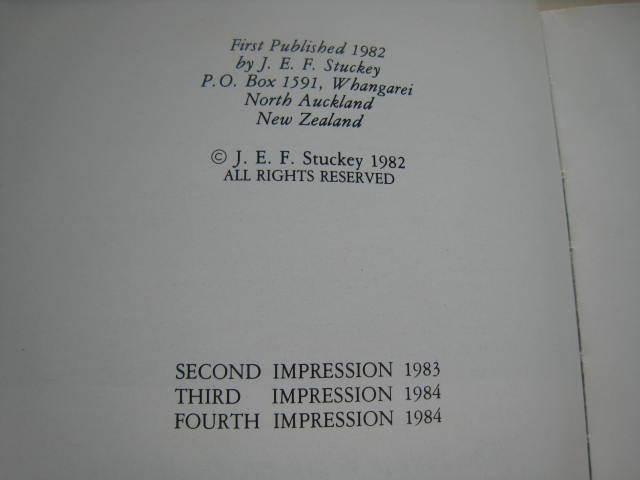 First Published 1982
by J. E. F. Stuckey
P.O. Box 1591, Whangarei
North Auckland
New Zealand
© J. E. F. Stuckey 1982
ALL RIGHTS RESERVED
SECOND IMPRESSION 1983
THIRD IMPRESSION 1984
FOURTH IMPRESSION 1984